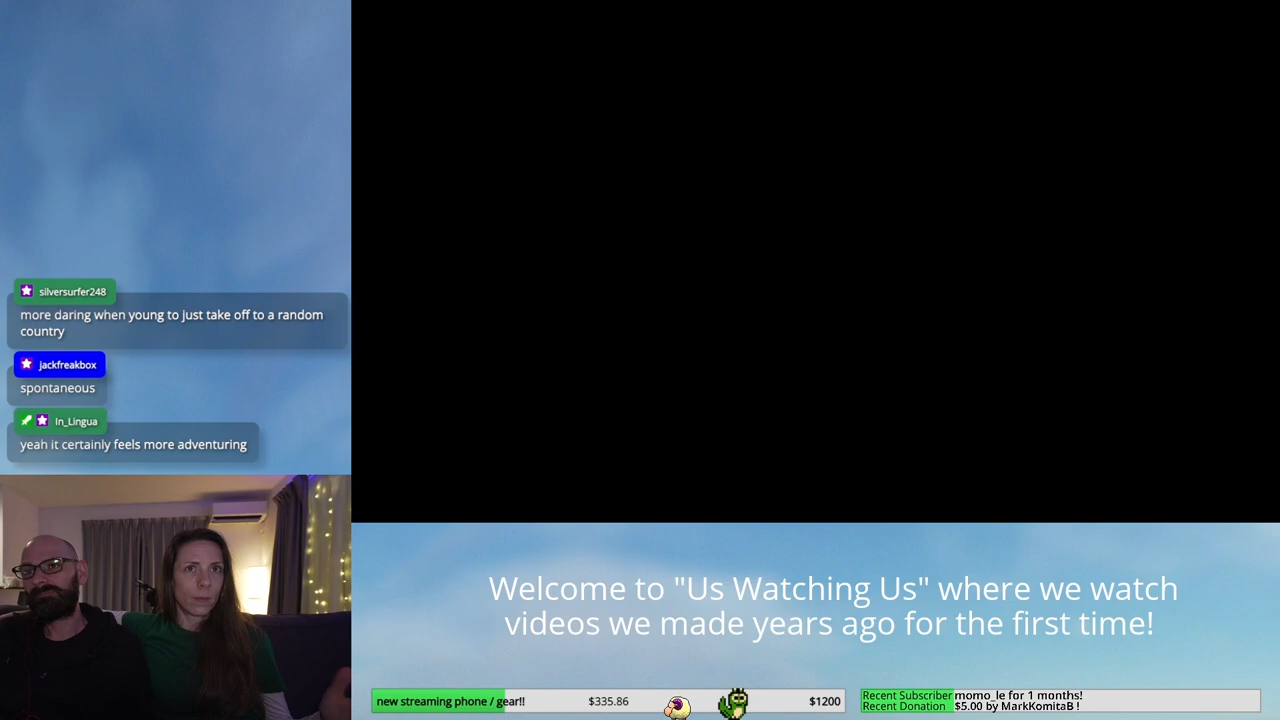 silversurfer248
more daring when young to just take off to a random
country
jackfreakbox
spontaneous
In_Lingua
yeah it certainly feels more adventuring
Welcome to "Us Watching Us" where we watch
videos we made years ago for the first time!
new streaming phone / gear!! $335.86 $1200
Recent Subscriber momo_le for 1 months!
Recent Donation $5.00 by MarkKomitaB !